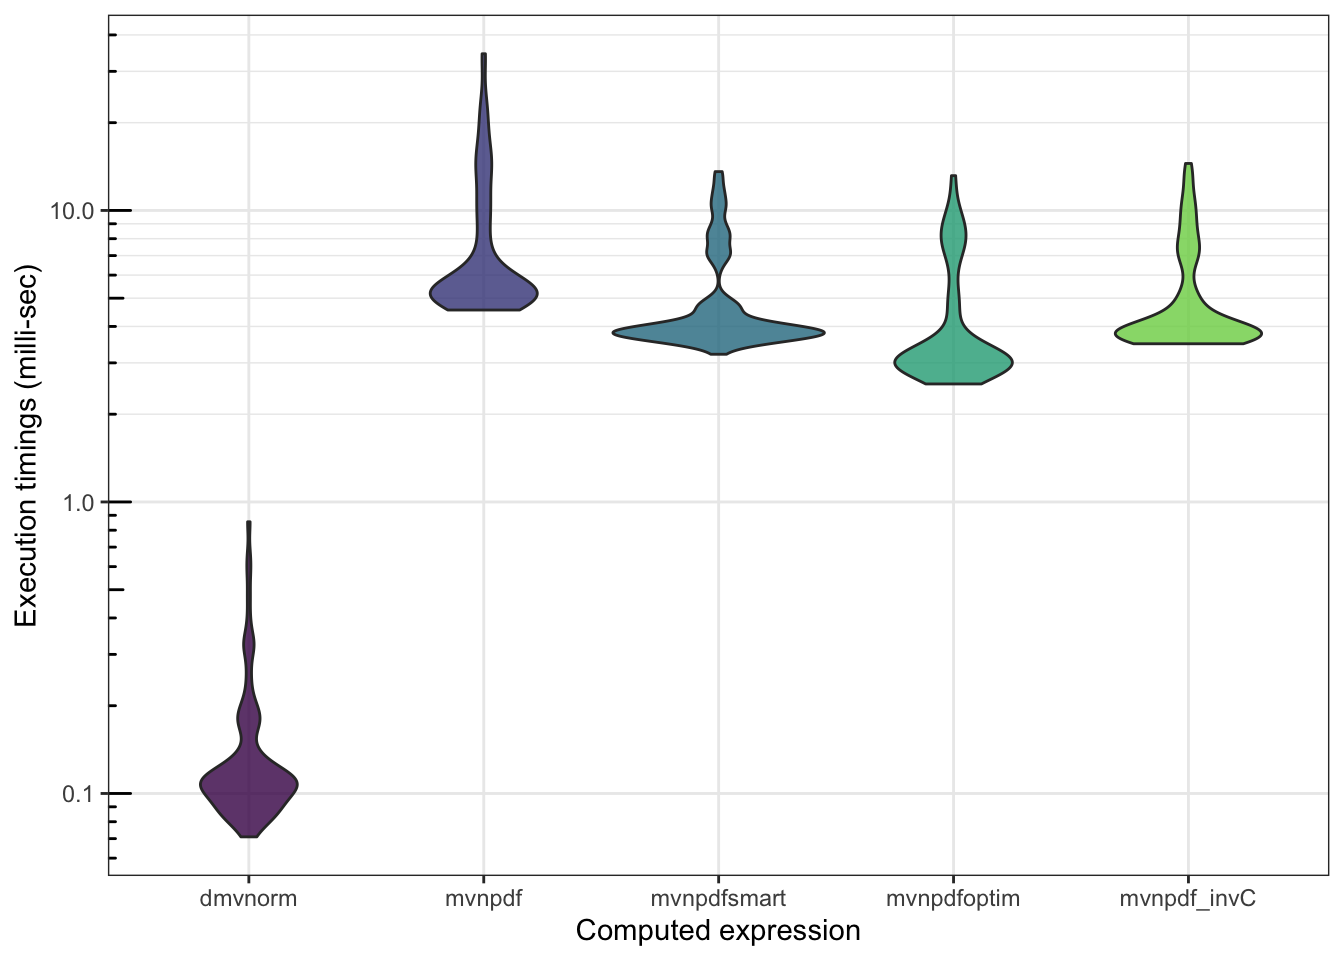 Execution timings (milli-sec)
10.0
1.0
0.1
dmvnorm
mvnpdf
mvnpdfsmart
mvnpdfoptim
mvnpdf_invC
Computed expression